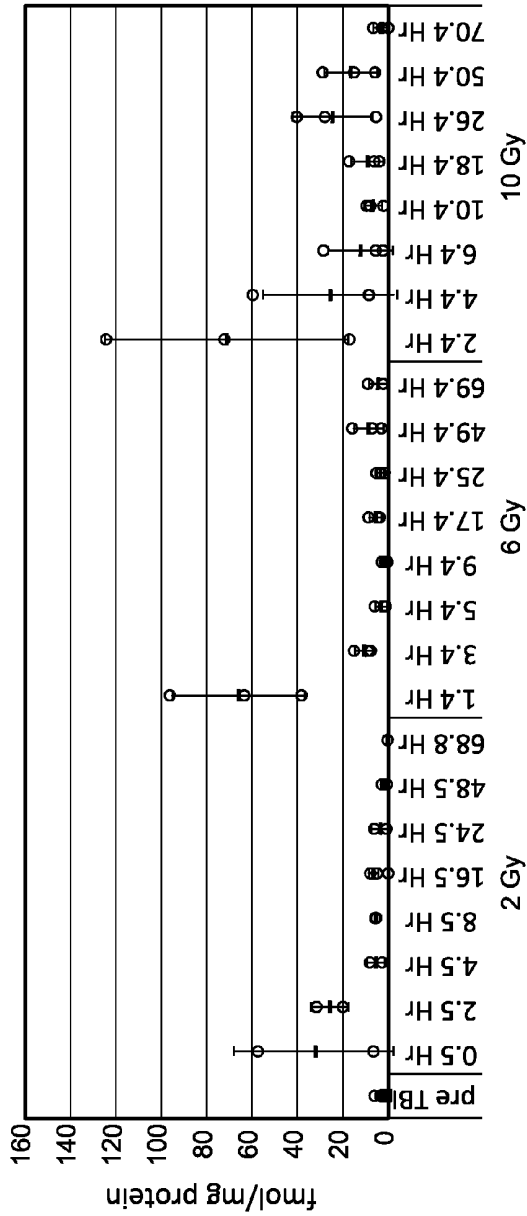 fmol/mg protein
160
140
120
100
80
60
40
20
0
pre TBI
0.5 Hr
2.5 Hr
4.5 Hr
8.5 Hr
16.5 Hr
24.5 Hr
48.5 Hr
68.8 Hr
1.4 Hr
3.4 Hr
5.4 Hr
9.4 Hr
17.4 Hr
25.4 Hr
49.4 Hr
69.4 Hr
2.4 Hr
4.4 Hr
6.4 Hr
10.4 Hr
18.4 Hr
26.4 Hr
50.4 Hr
70.4 Hr
2 Gy
6 Gy
10 Gy